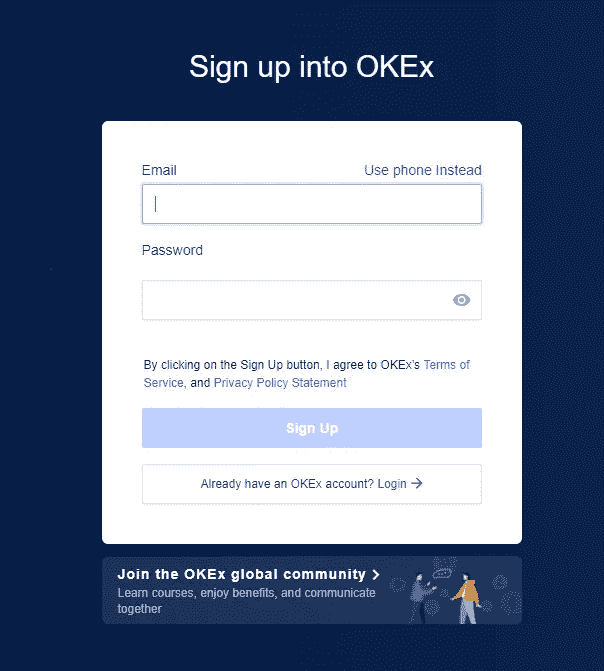 Sign up into OKEx
Email
Use phone Instead
Password
By clicking on the Sign Up button, I agree to OKEx's Terms of
Service, and Privacy Policy Statement
Sign Up
Already have an OKEx account? Login →
Join the OKEx global community >
Learn courses, enjoy benefits, and communicate
together